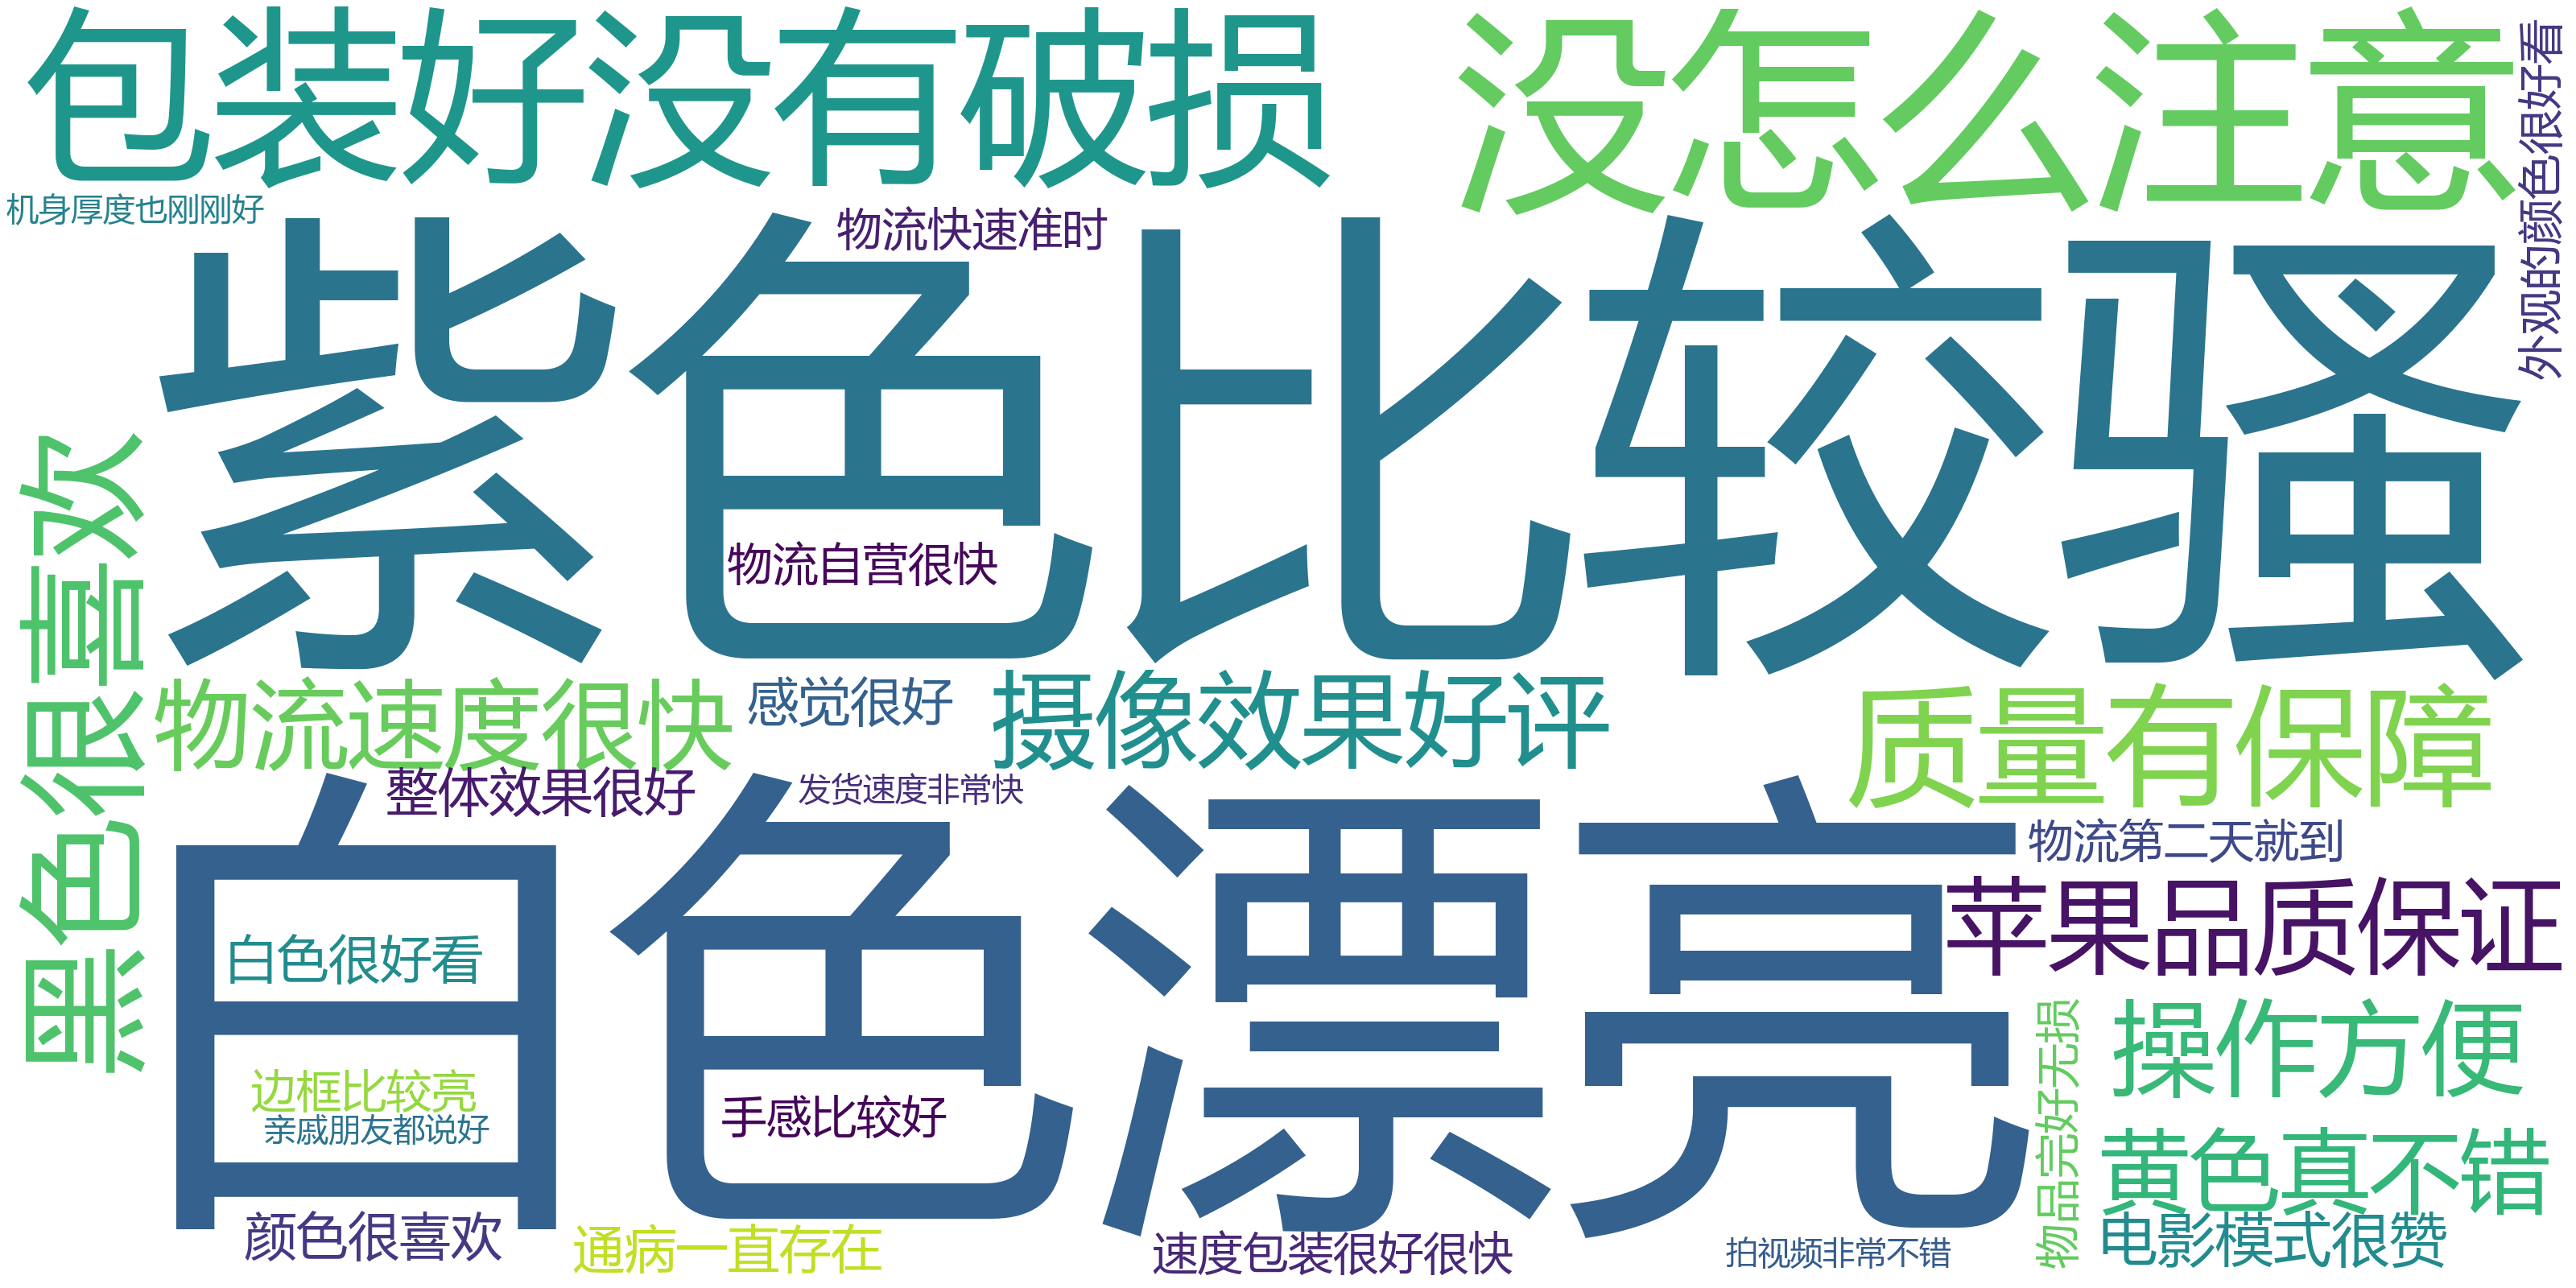 包装好没有破损
没怎么注意
外观的颜色很好看
机身厚度也刚刚好
物流快速准时
紫色比较骚
物流自营很快
黑色很喜欢
物流速度很快
感觉很好
摄像效果好评
质量有保障
整体效果很好
发货速度非常快
白色漂亮
物流第二天就到
苹果品质保证
白色很好看
物品完好无损
操作方便
边框比较亮
亲戚朋友都说好
手感比较好
黄色真不错
颜色很喜欢
通病一直存在
速度包装很好很快
拍视频非常不错
电影模式很赞